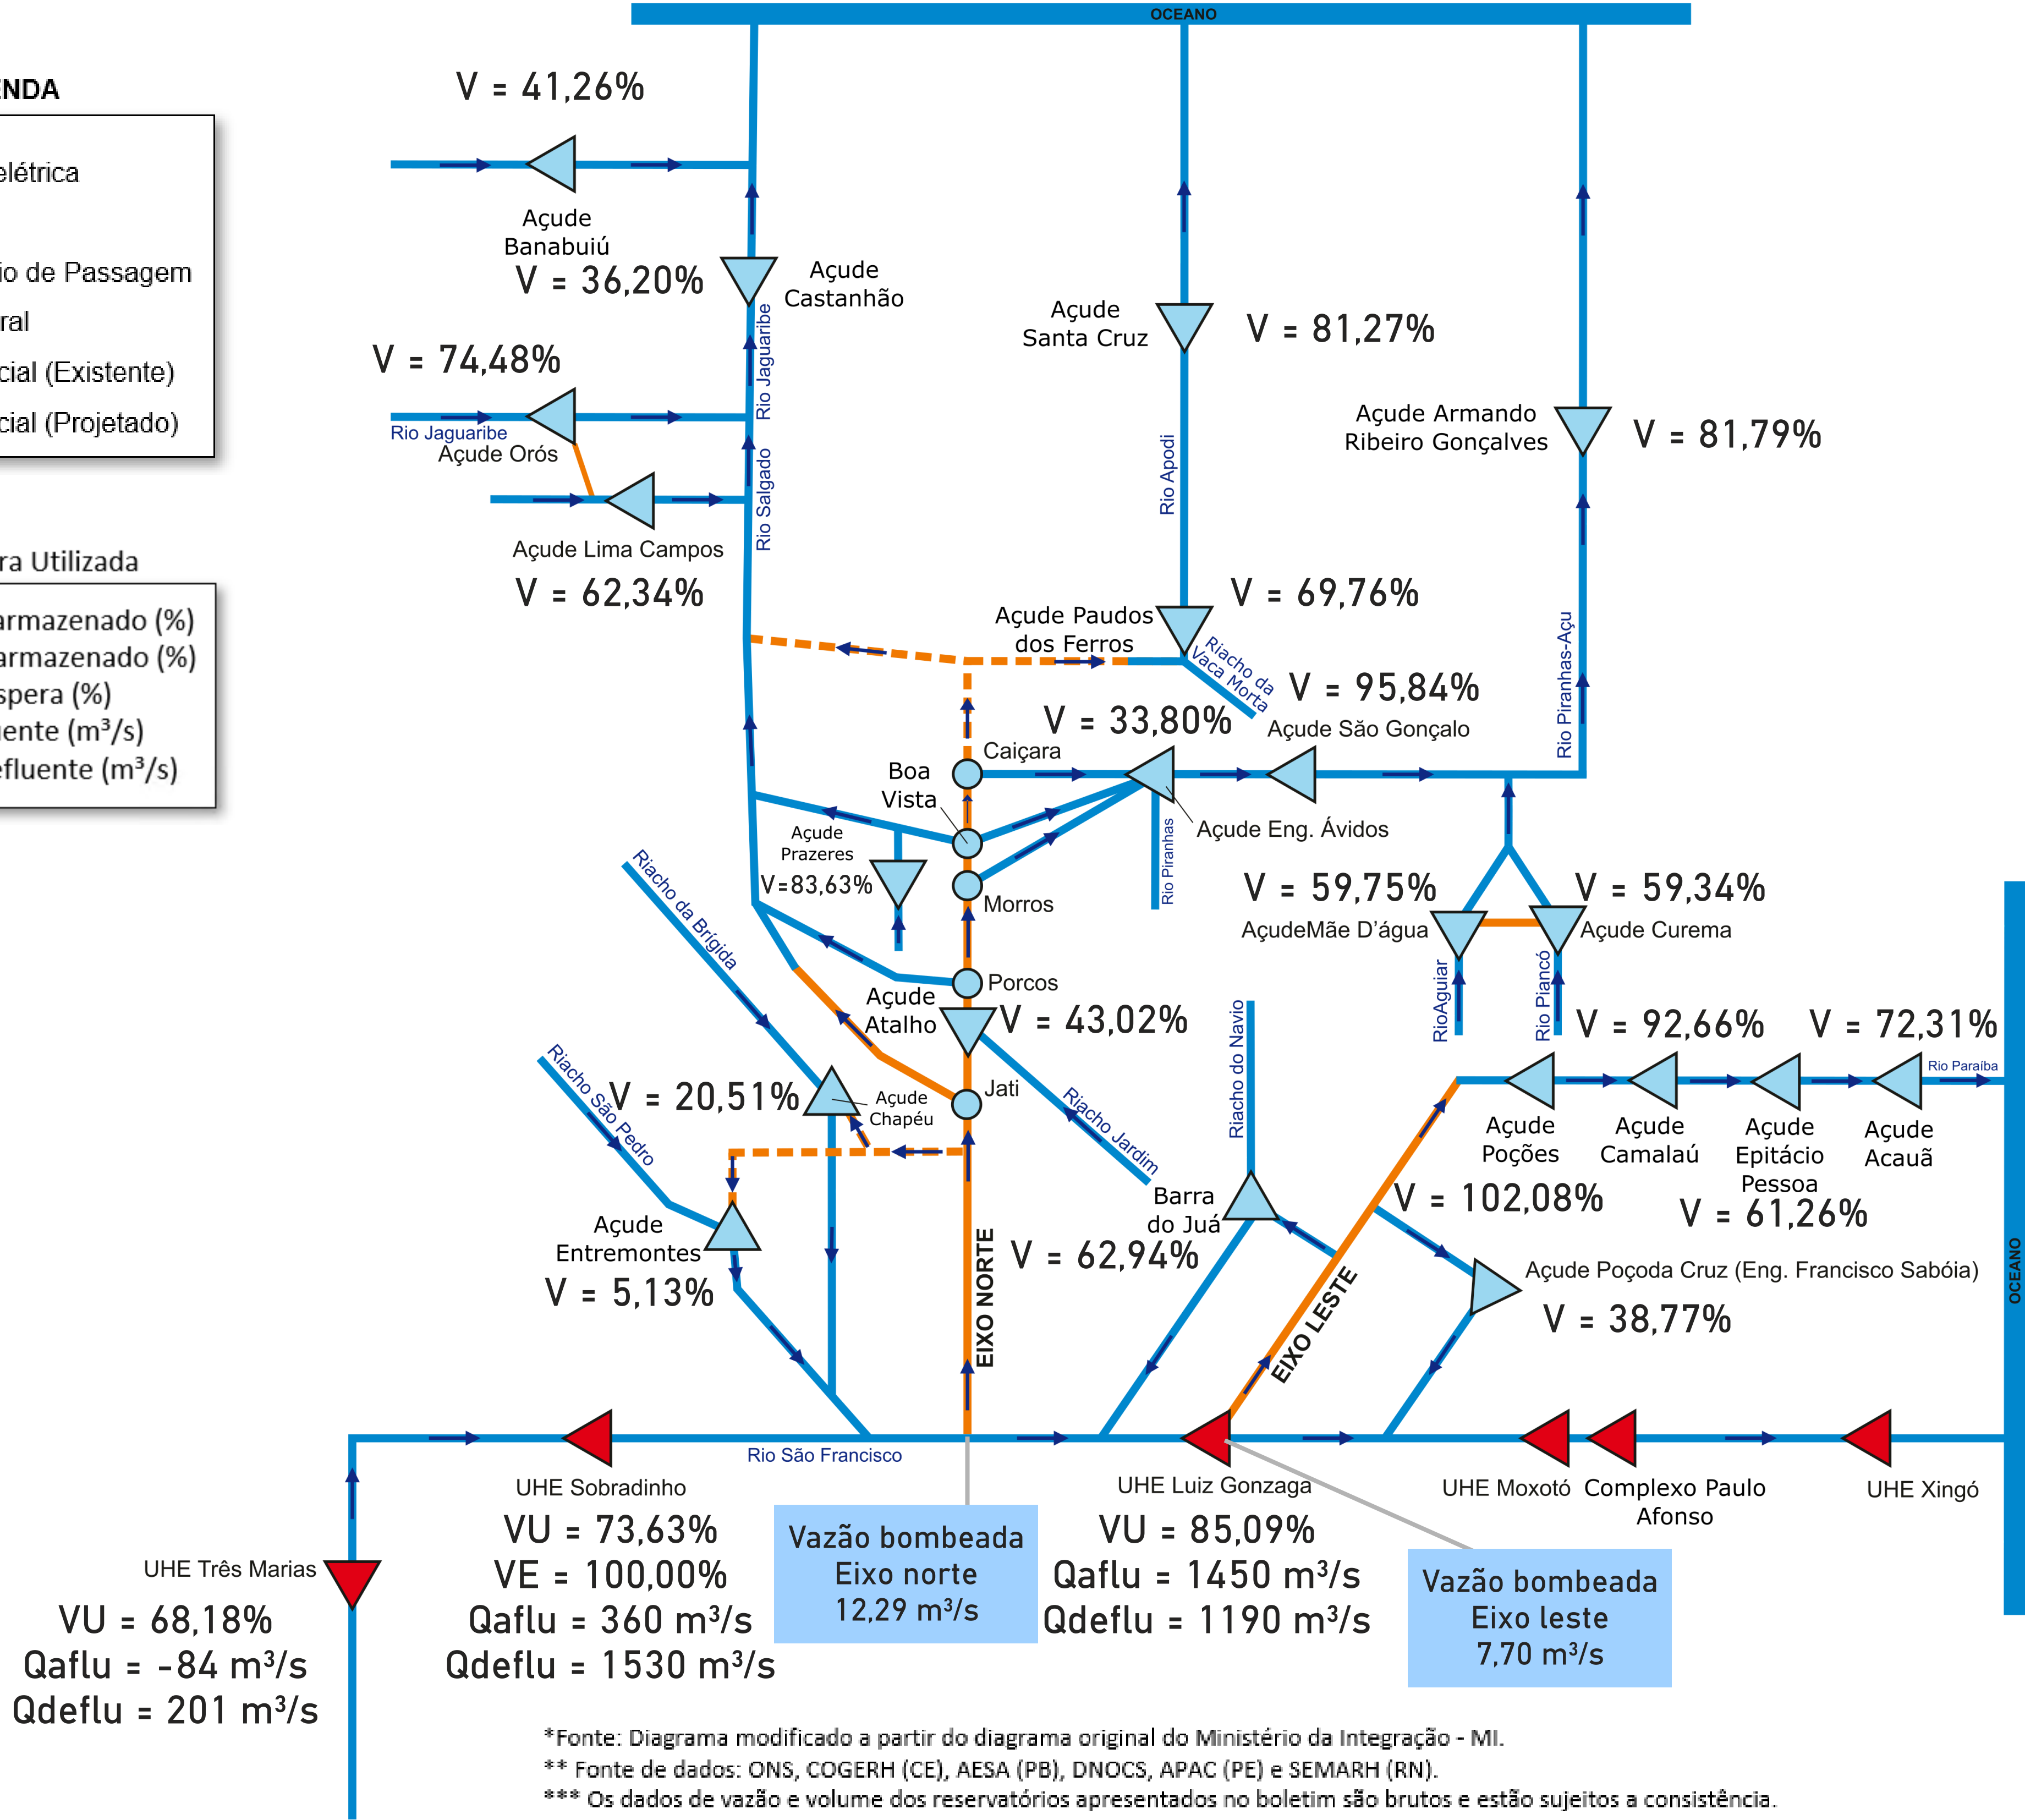 OCEANO
ENDA
elétrica
io de Passagem
ral
cial (Existente)
cial (Projetado)
ra Utilizada
armazenado (%)
armazenado (%)
spera (%)
uente (m³/s)
efluente (m³/s)
V = 41,26%
Açude
Banabuiú
V = 36,20%
Açude
Castanhão
Rio Jaguaribe
V = 74,48%
Rio Jaguaribe
Açude Orós
Rio Salgado
Açude Lima Campos
V = 62,34%
Açude
Santa Cruz
V = 81,27%
Rio Apodi
Açude Armando
Ribeiro Gonçalves
V = 81,79%
Açude Paudos
dos Ferros
V = 69,76%
Riacho da
Vaca Morta
Rio Piranhas-Açu
V = 95,84%
Açude São Gonçalo
V = 33,80%
Caiçara
Boa
Vista
Açude Eng. Ávidos
Rio Piranhas
Açude
Prazeres
V=83,63%
Morros
Riacho da Brígida
Porcos
Açude
Atalho
V = 43,02%
V = 59,75%
AçudeMãe D'água
V = 59,34%
Açude Curema
RioAguiar
Rio Piancó
V = 92,66%
V = 72,31%
Rio Paraíba
Riacho São Pedro
V = 20,51%
Açude
Chapéu
Jati
Riacho Jardim
Riacho do Navio
Açude
Poções
Açude
Camalaú
Açude
Epitácio
Pessoa
Açude
Acauã
V = 102,08%
V = 61,26%
Barra
do Juá
V = 62,94%
Açude
Entremontes
V = 5,13%
EIXO NORTE
EIXO LESTE
Açude Poçoda Cruz (Eng. Francisco Sabóia)
V = 38,77%
OCEANO
Rio São Francisco
UHE Sobradinho
VU = 73,63%
VE = 100,00%
Qaflu = 360 m³/s
Qdeflu = 1530 m³/s
UHE Três Marias
VU = 68,18%
Qaflu = -84 m³/s
Qdeflu = 201 m³/s
Vazão bombeada
Eixo norte
12,29 m³/s
UHE Luiz Gonzaga
VU = 85,09%
Qaflu = 1450 m³/s
Qdeflu = 1190 m³/s
Vazão bombeada
Eixo leste
7,70 m³/s
UHE Moxotó
Complexo Paulo
Afonso
UHE Xingó
*Fonte: Diagrama modificado a partir do diagrama original do Ministério da Integração - MI.
** Fonte de dados: ONS, COGERH (CE), AESA (PB), DNOCS, APAC (PE) e SEMARH (RN).
*** Os dados de vazão e volume dos reservatórios apresentados no boletim são brutos e estão sujeitos a consistência.